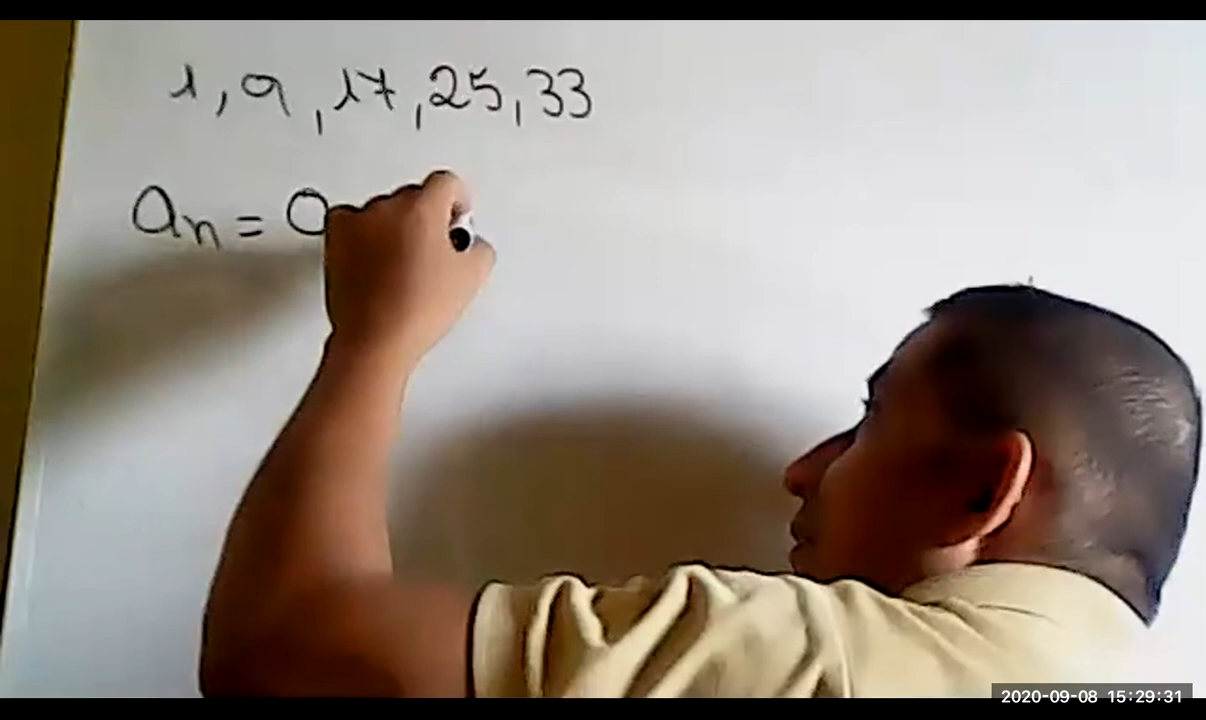 1, 9, 17, 25, 33
an = a
2020-09-08 15:29:31